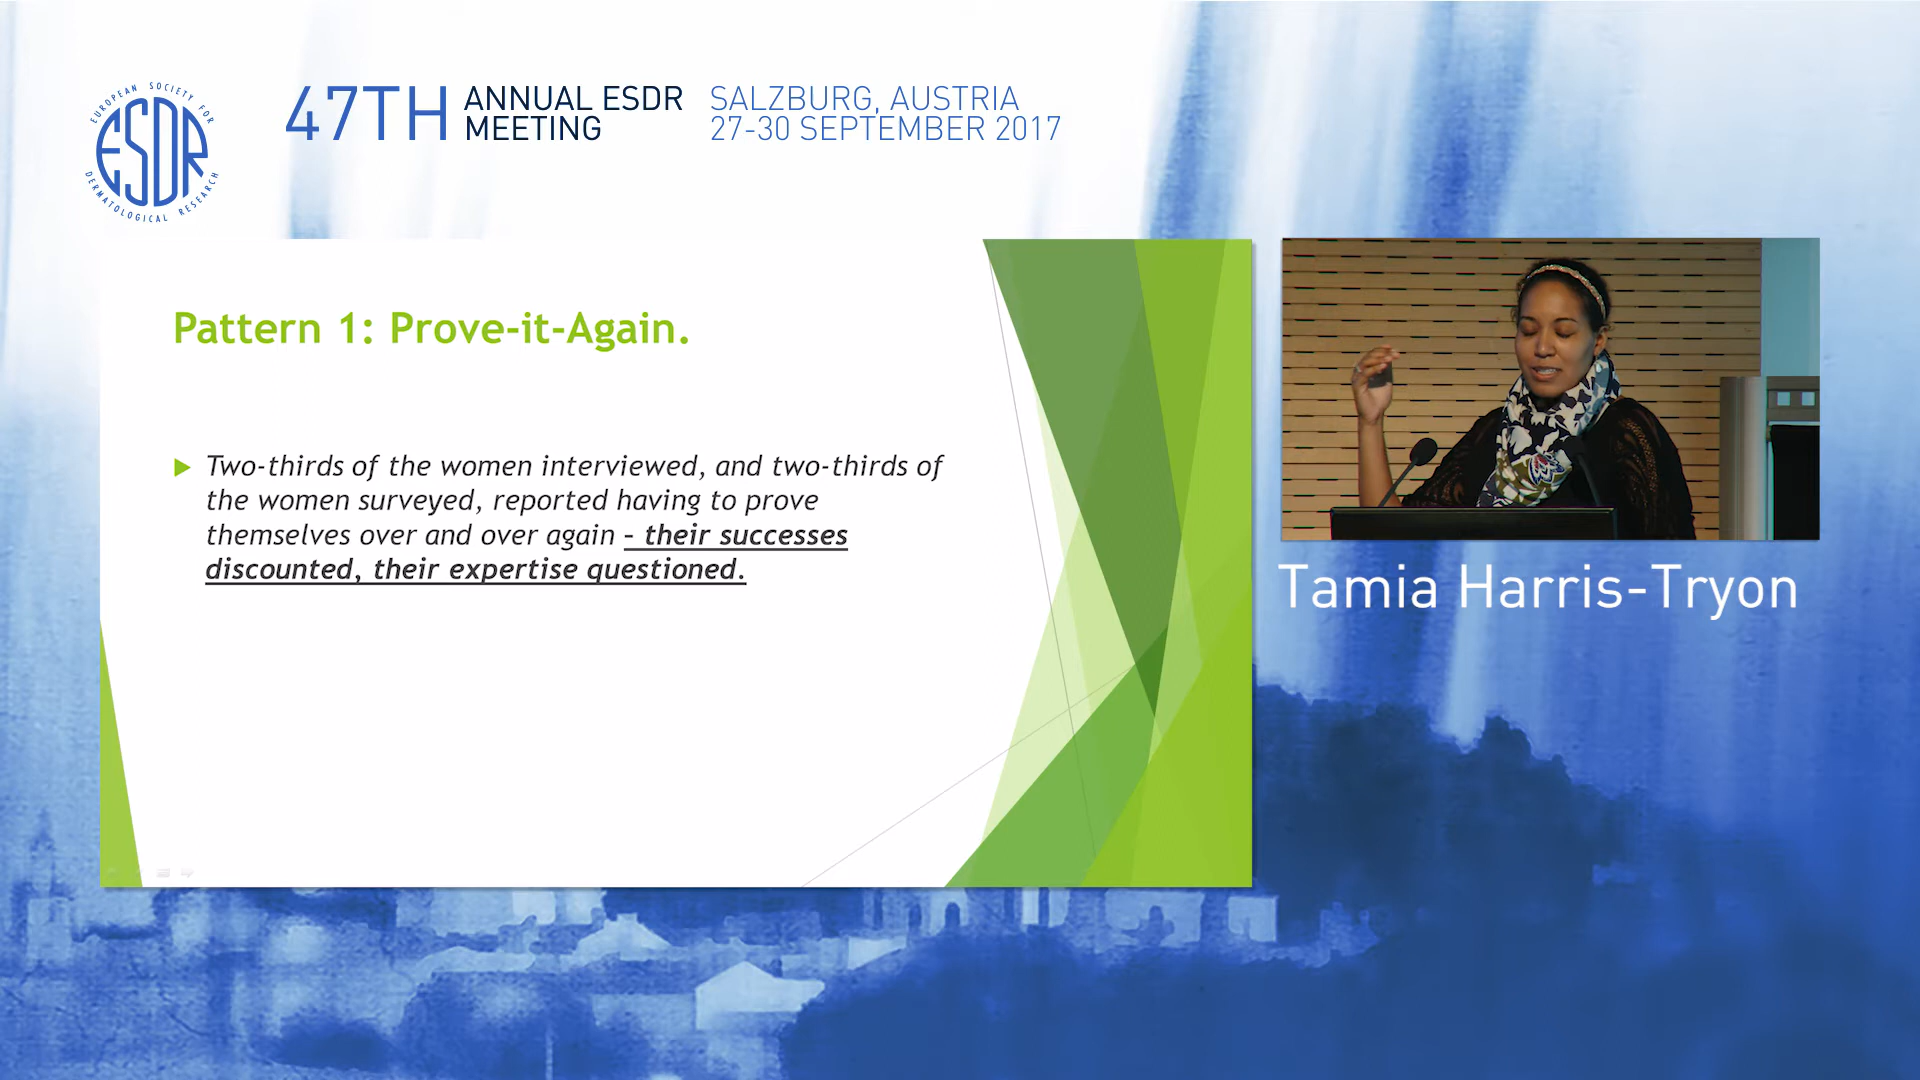 EUROPEAN SOCIETY FOR
ESDR
DERMATOLOGICAL RESEARCH
47TH
ANNUAL ESDR
MEETING
SALZBURG, AUSTRIA
27-30 SEPTEMBER 2017
Pattern 1: Prove-it-Again.
Two-thirds of the women interviewed, and two-thirds of
the women surveyed, reported having to prove
themselves over and over again – their successes
discounted, their expertise questioned.
Tamia Harris-Tryon